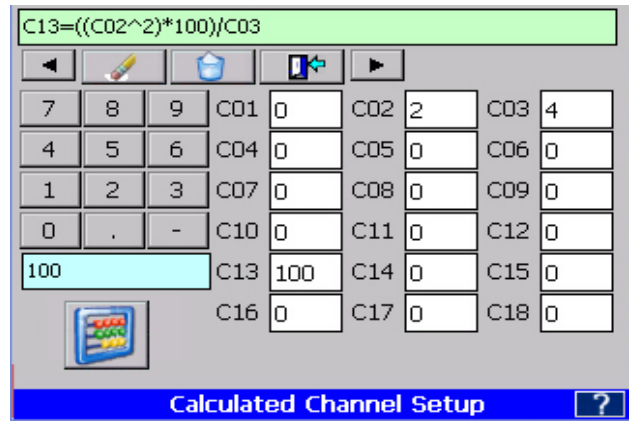 C13=((C02^2)*100)/C03
7 8 9 C01 0 C02 2 C03 4
4 5 6 C04 0 C05 0 C06 0
1 2 3 C07 0 C08 0 C09 0
0 . - C10 0 C11 0 C12 0
100 C13 100 C14 0 C15 0
C16 0 C17 0 C18 0
Calculated Channel Setup ?